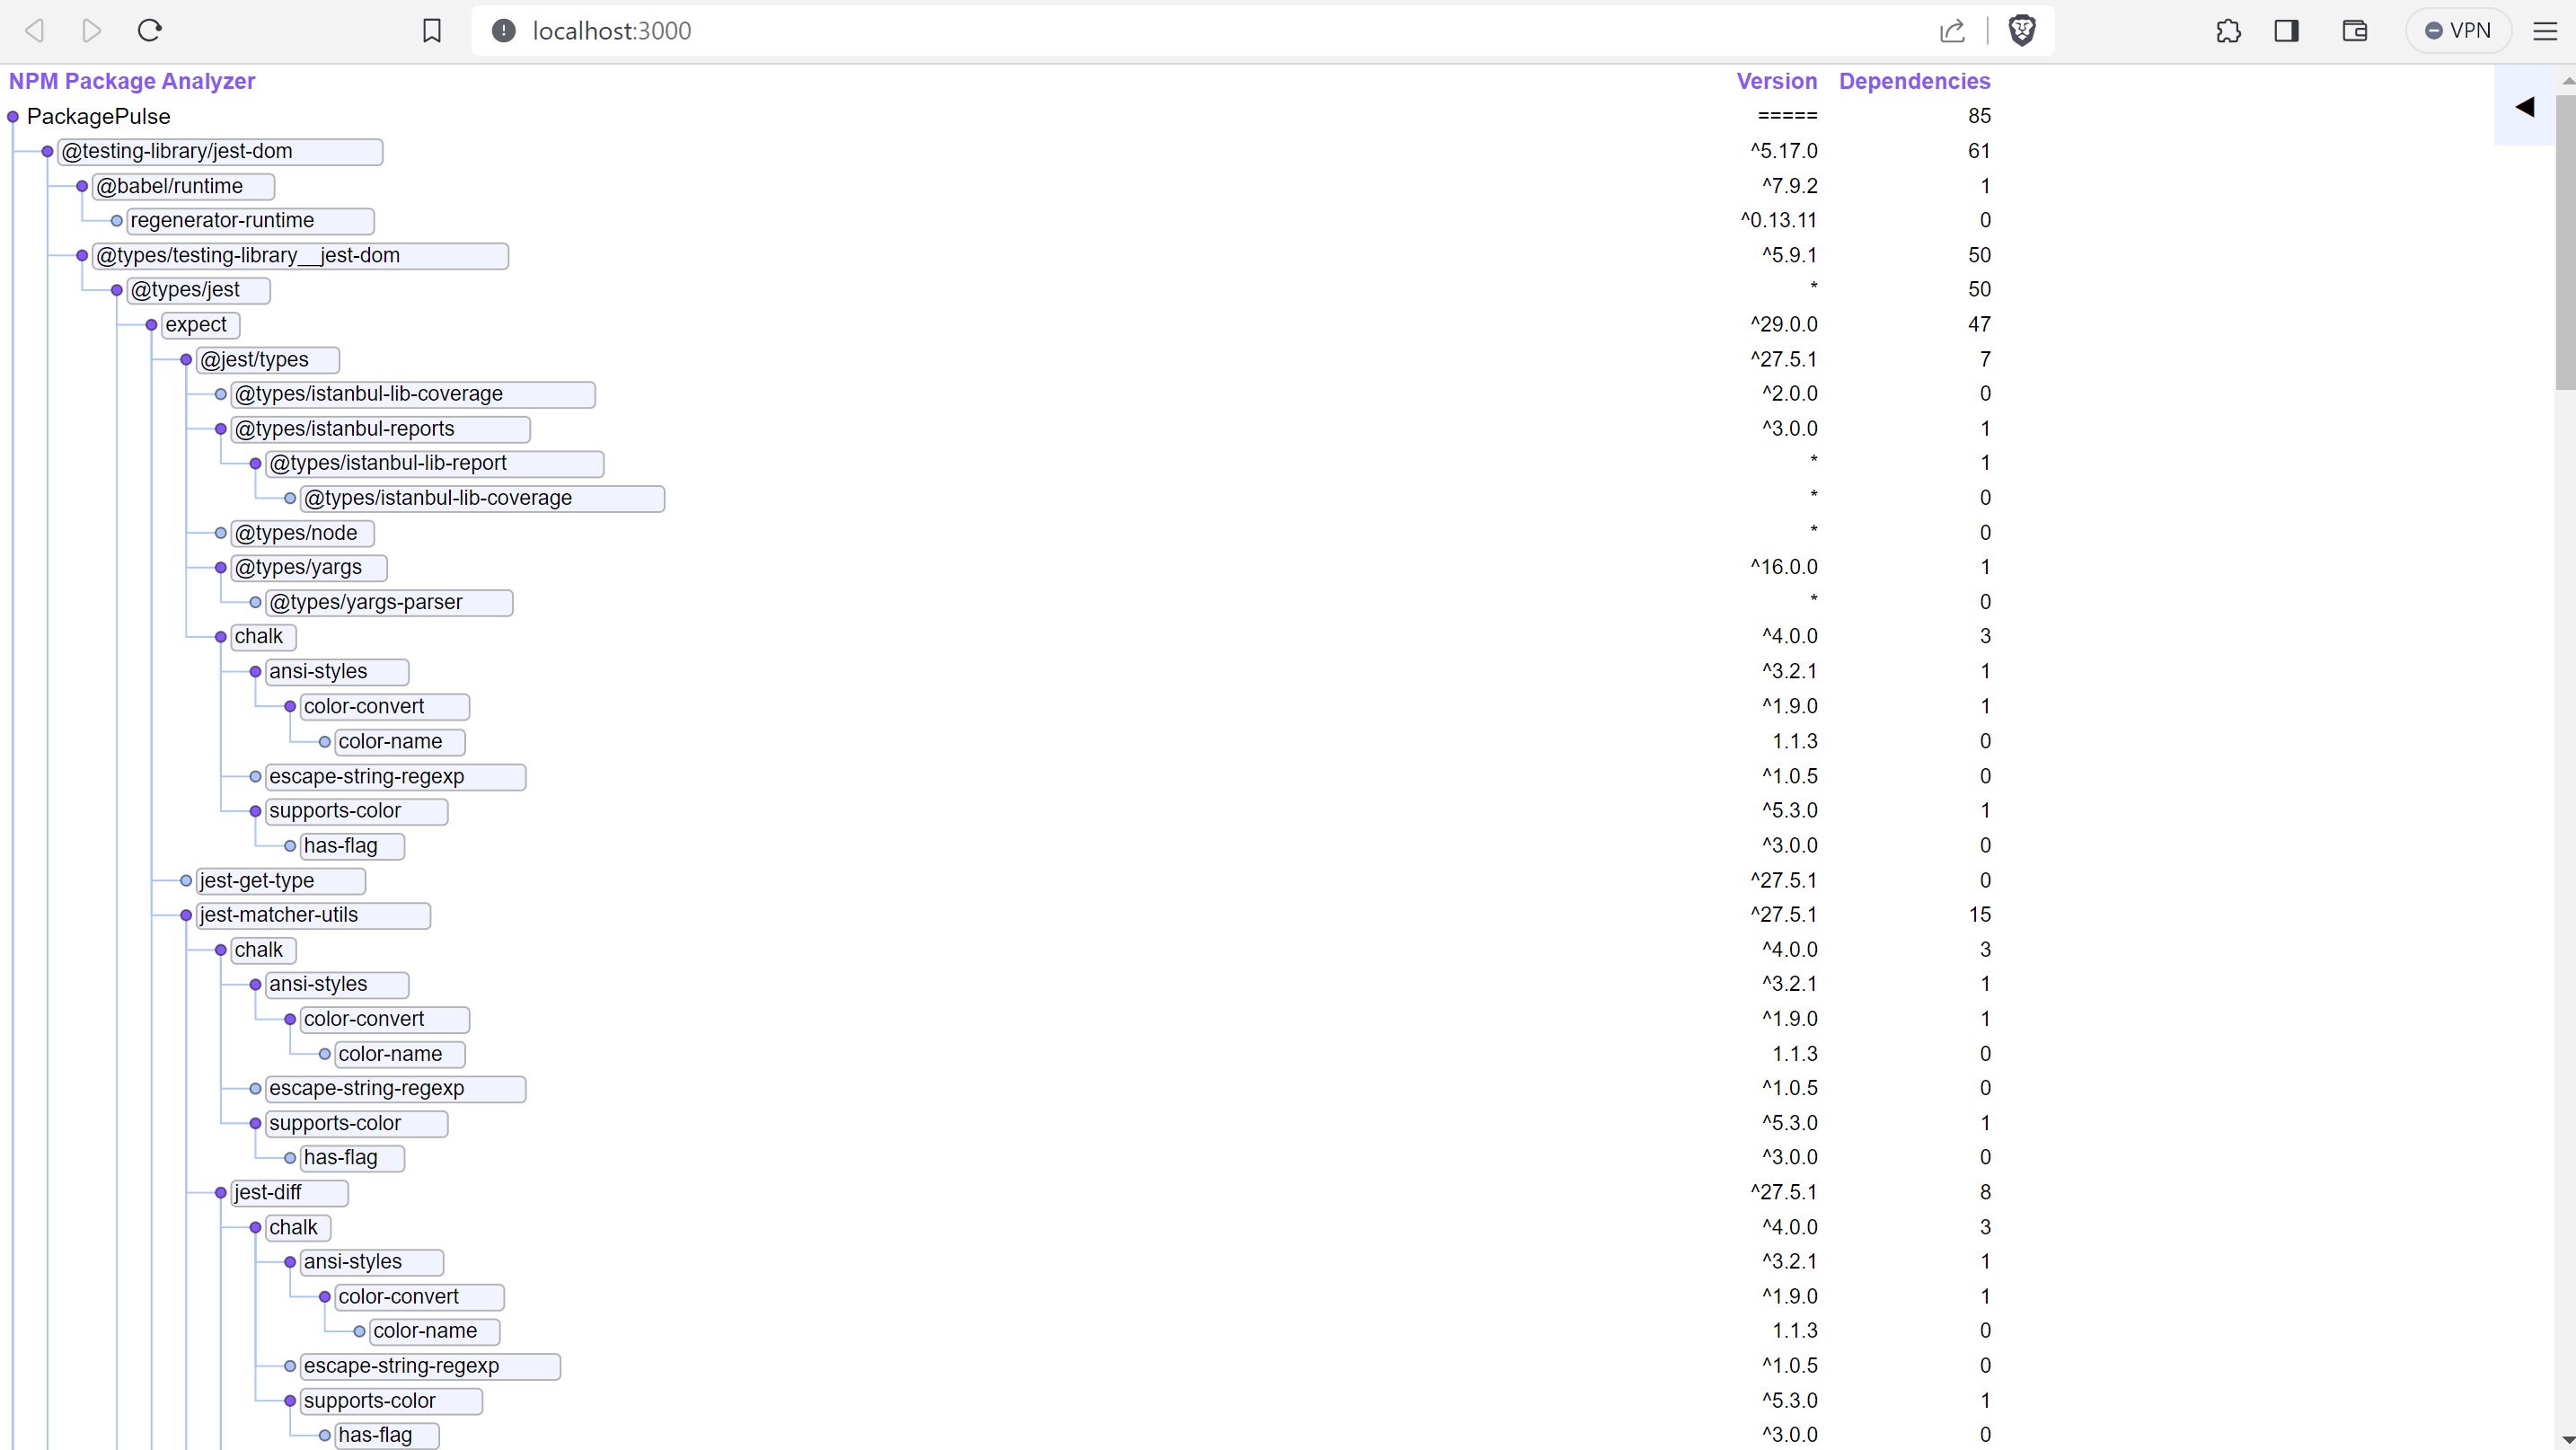 localhost:3000
VPN
NPM Package Analyzer Version Dependencies
PackagePulse ===== 85
@testing-library/jest-dom ^5.17.0 61
@babel/runtime ^7.9.2 1
regenerator-runtime ^0.13.11 0
@types/testing-library__jest-dom ^5.9.1 50
@types/jest * 50
expect ^29.0.0 47
@jest/types ^27.5.1 7
@types/istanbul-lib-coverage ^2.0.0 0
@types/istanbul-reports ^3.0.0 1
@types/istanbul-lib-report * 1
@types/istanbul-lib-coverage * 0
@types/node * 0
@types/yargs ^16.0.0 1
@types/yargs-parser * 0
chalk ^4.0.0 3
ansi-styles ^3.2.1 1
color-convert ^1.9.0 1
color-name 1.1.3 0
escape-string-regexp ^1.0.5 0
supports-color ^5.3.0 1
has-flag ^3.0.0 0
jest-get-type ^27.5.1 0
jest-matcher-utils ^27.5.1 15
chalk ^4.0.0 3
ansi-styles ^3.2.1 1
color-convert ^1.9.0 1
color-name 1.1.3 0
escape-string-regexp ^1.0.5 0
supports-color ^5.3.0 1
has-flag ^3.0.0 0
jest-diff ^27.5.1 8
chalk ^4.0.0 3
ansi-styles ^3.2.1 1
color-convert ^1.9.0 1
color-name 1.1.3 0
escape-string-regexp ^1.0.5 0
supports-color ^5.3.0 1
has-flag ^3.0.0 0